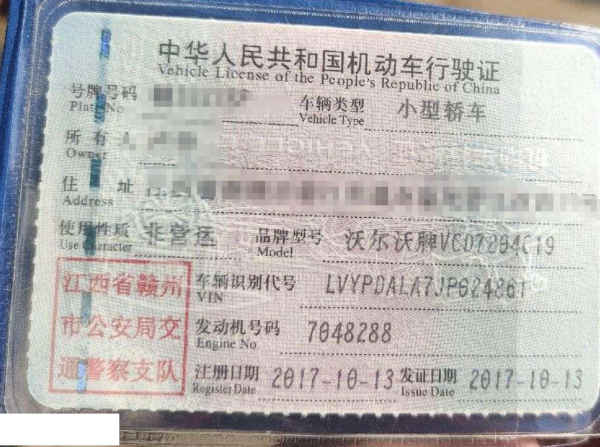 中华人民共和国机动车行驶证
Vehicle License of the People's Republic of China
号牌号码 车辆类型 小型轿车
Plate No Vehicle Type
所有人
Owner
住址
使用性质 非营运 品牌型号 沃尔沃牌VCD7204C19
Use Character Model
江西省赣州 车辆识别代号 LVYPDALA7JP024861
VIN
市公安局交 发动机号码 7048288
Engine No.
通警察支队 注册日期 2017-10-13 发证日期 2017-10-13
Register Date Issue Date